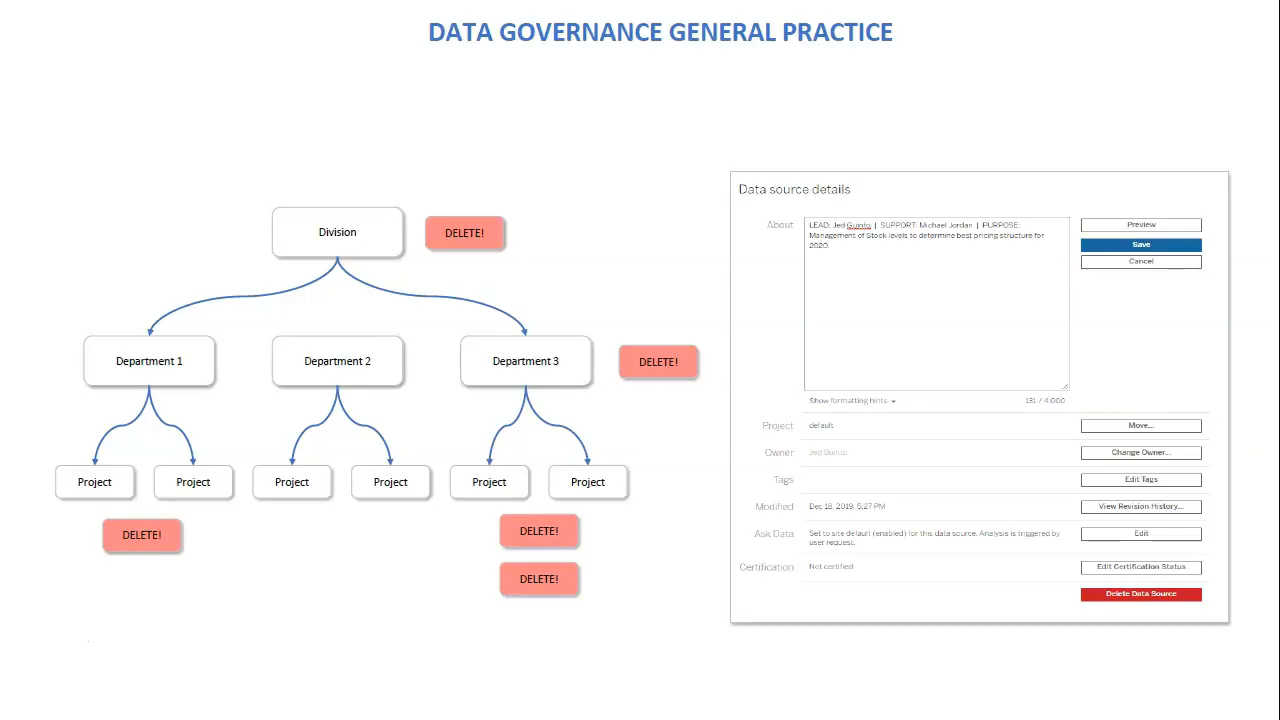 DATA GOVERNANCE GENERAL PRACTICE
Division
DELETE!
Department 1
Department 2
Department 3
DELETE!
Project
Project
Project
Project
Project
Project
DELETE!
DELETE!
DELETE!
Data source details
About
LEAD: Jed Guinto | SUPPORT: Michael Jordan | PURPOSE:
Management of Stock levels to determine best pricing structure for
2020.
Preview
Save
Cancel
Show formatting hints
131 / 4,000
Project
default
Move...
Owner
Jed Guinto
Change Owner...
Tags
Edit Tags
Modified
Dec 18, 2019, 5:27 PM
View Revision History...
Ask Data
Set to site default (enabled) for this data source. Analysis is triggered by
user request.
Edit
Certification
Not certified
Edit Certification Status
Delete Data Source